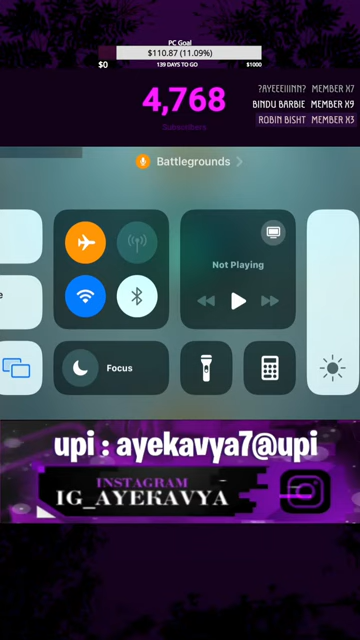 PC Goal
$110.87 (11.09%)
$0
139 DAYS TO GO
$1000
4,768
Subscribers
?AYEEEIIINN? MEMBER X7
BINDU BARBIE MEMBER X9
ROBIN BISHT MEMBER X3
Battlegrounds
Not Playing
e
Focus
upi : ayekavya7@upi
INSTAGRAM
IG_AYEKAVYA